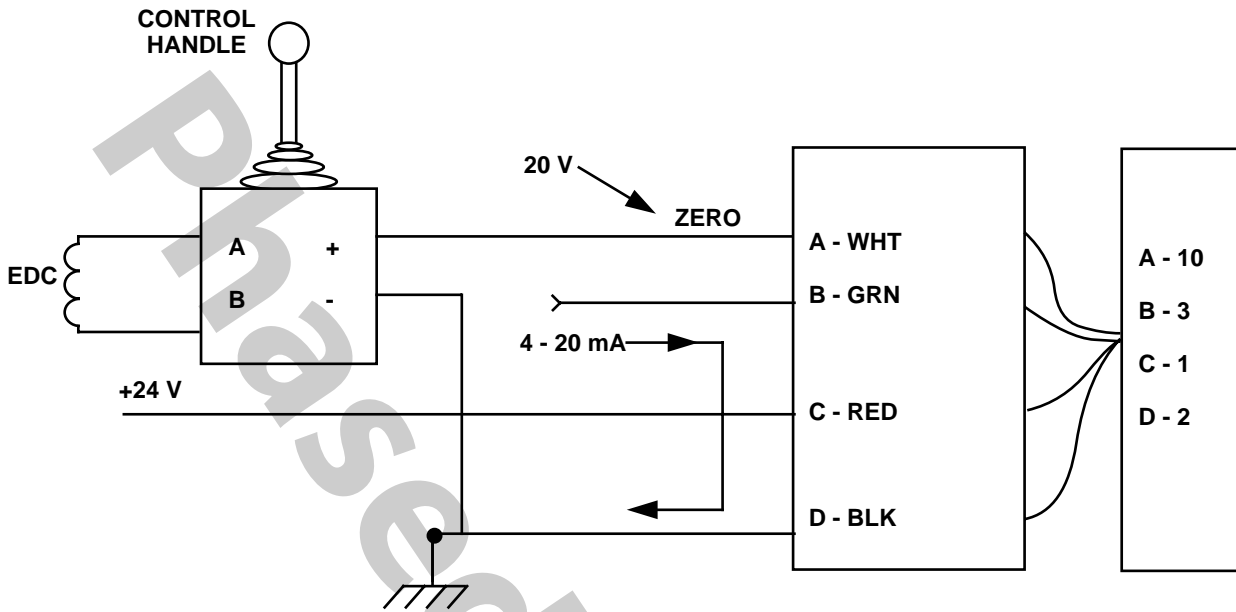 CONTROL
HANDLE
20 V
ZERO
A
+
B
-
EDC
4 - 20 mA
+24 V
A - WHT
B - GRN
C - RED
D - BLK
A - 10
B - 3
C - 1
D - 2
Phased